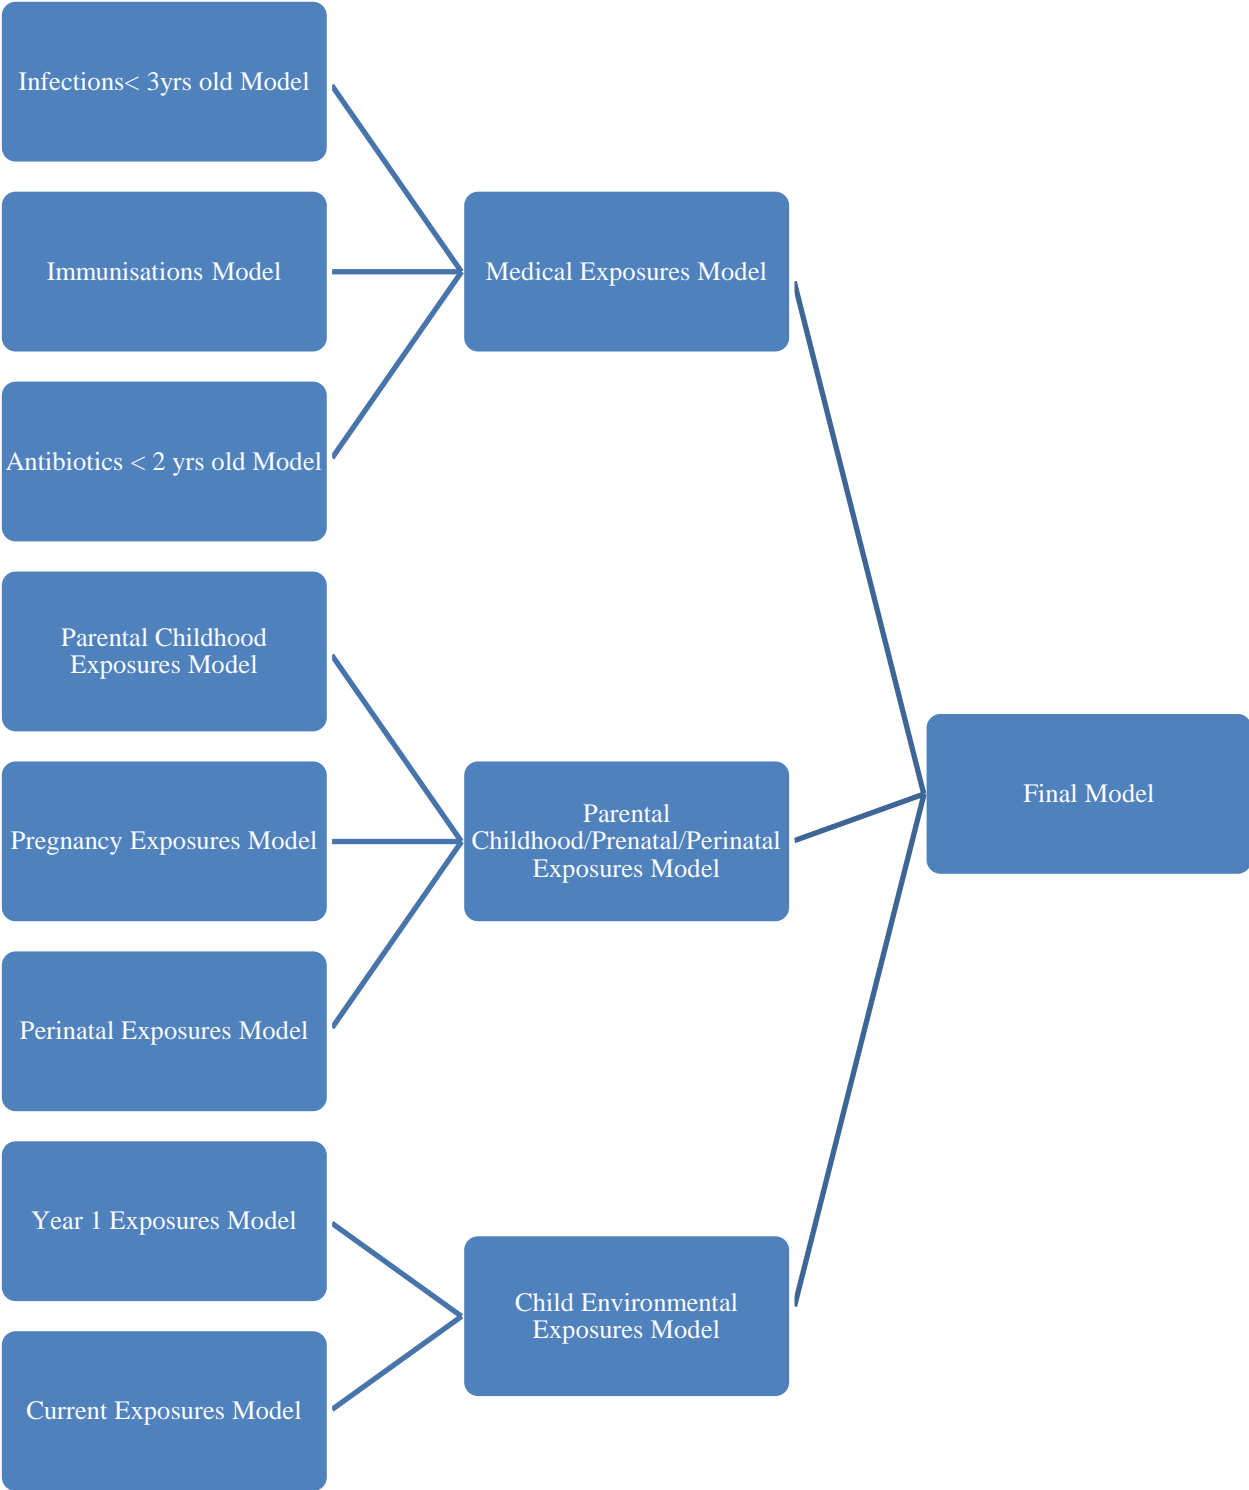 Infections< 3yrs old Model
Immunisations Model
Medical Exposures Model
Antibiotics < 2 yrs old Model
Parental Childhood
Exposures Model
Pregnancy Exposures Model
Parental
Childhood/Prenatal/Perinatal
Exposures Model
Final Model
Perinatal Exposures Model
Year 1 Exposures Model
Child Environmental
Exposures Model
Current Exposures Model